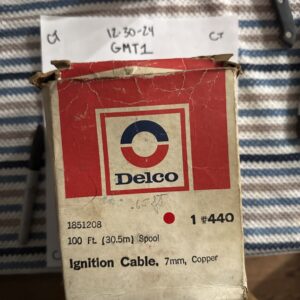 12-30-24
GMT1
Delco
1851208
1 #440
100 Ft. (30.5m) Spool
Ignition Cable, 7mm, Copper